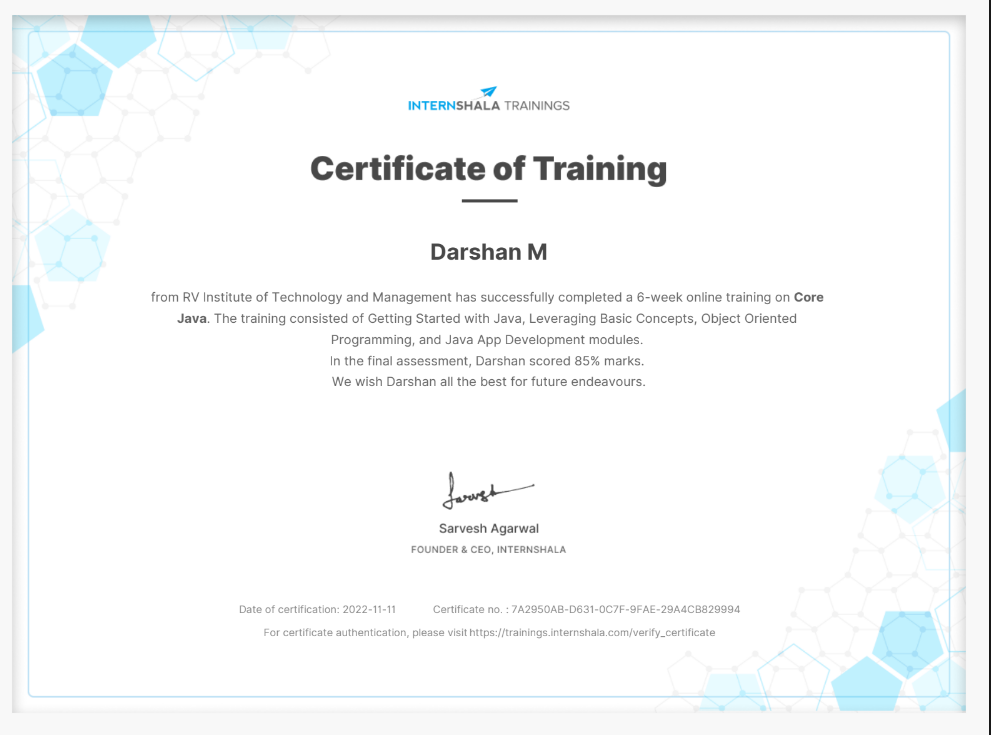 INTERNSHALA TRAININGS
Certificate of Training
Darshan M
from RV Institute of Technology and Management has successfully completed a 6-week online training on Core
Java. The training consisted of Getting Started with Java, Leveraging Basic Concepts, Object Oriented
Programming, and Java App Development modules.
In the final assessment, Darshan scored 85% marks.
We wish Darshan all the best for future endeavours.
Sarvesh
Sarvesh Agarwal
FOUNDER & CEO, INTERNSHALA
Date of certification: 2022-11-11 Certificate no. : 7A2950AB-D631-0C7F-9FAE-29A4CB829994
For certificate authentication, please visit https://trainings.internshala.com/verify_certificate